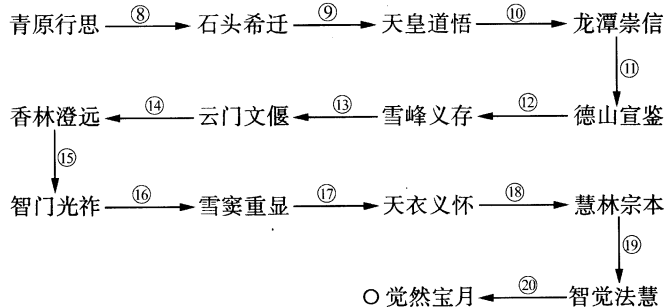 青原行思 ⑧ 石头希迁 ⑨ 天皇道悟 ⑩ 龙潭崇信
⑪
香林澄远 ⑭ 云门文偃 ⑬ 雪峰义存 ⑫ 德山宣鉴
⑮
智门光祚 ⑯ 雪窦重显 ⑰ 天衣义怀 ⑱ 慧林宗本
⑲
觉然宝月 ⑳ 智觉法慧